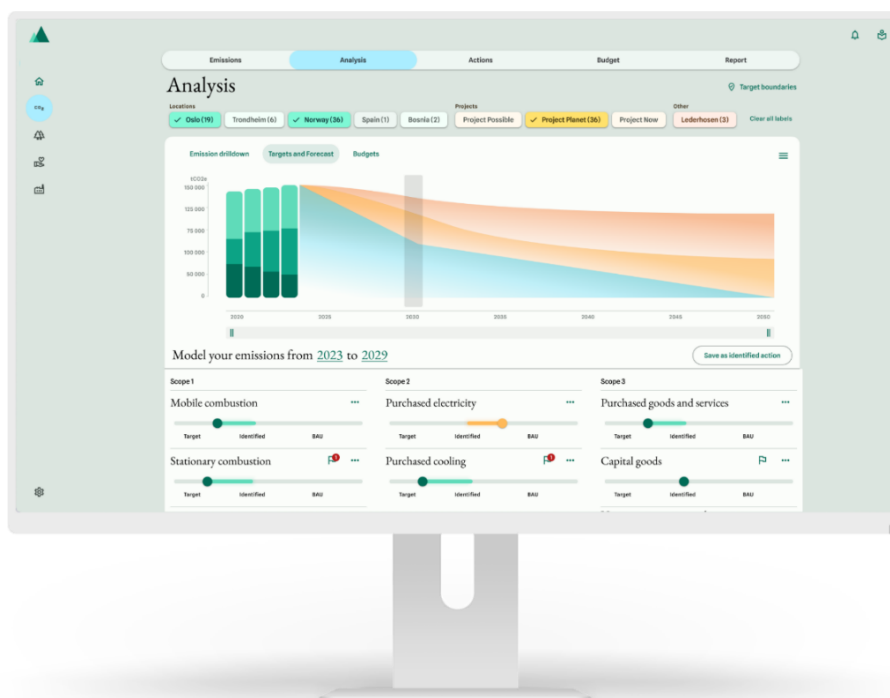 Emissions
Analysis
Actions
Budget
Report
Analysis
Target boundaries
Locations
Projects
Other
Oslo (19)
Trondheim (6)
Norway (36)
Spain (1)
Bosnia (2)
Project Possible
Project Planet (36)
Project Now
Lederhosen (3)
Clear all labels
Emission drilldown
Targets and Forecast
Budgets
tCO2e
150 000
125 000
75 000
100 000
50 000
0
2020
2025
2030
2035
2040
2045
2050
Model your emissions from 2023 to 2029
Save as identified action
Scope 1
Scope 2
Scope 3
Mobile combustion
Purchased electricity
Purchased goods and services
Target Identified BAU
Target Identified BAU
Target Identified BAU
Stationary combustion
Purchased cooling
Capital goods
Target Identified BAU
Target Identified BAU
Target Identified BAU